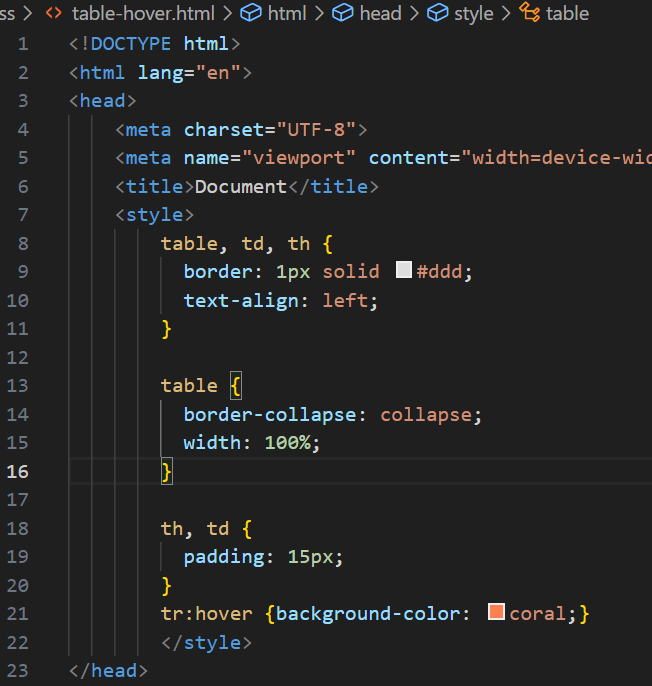 ss > <> table-hover.html > html > head > style > table
1 <!DOCTYPE html>
2 <html lang="en">
3 <head>
4 <meta charset="UTF-8">
5 <meta name="viewport" content="width=device-wid
6 <title>Document</title>
7 <style>
8 table, td, th {
9 border: 1px solid #ddd;
10 text-align: left;
11 }
12
13 table {
14 border-collapse: collapse;
15 width: 100%;
16 }
17
18 th, td {
19 padding: 15px;
20 }
21 tr:hover {background-color: coral;}
22 </style>
23 </head>